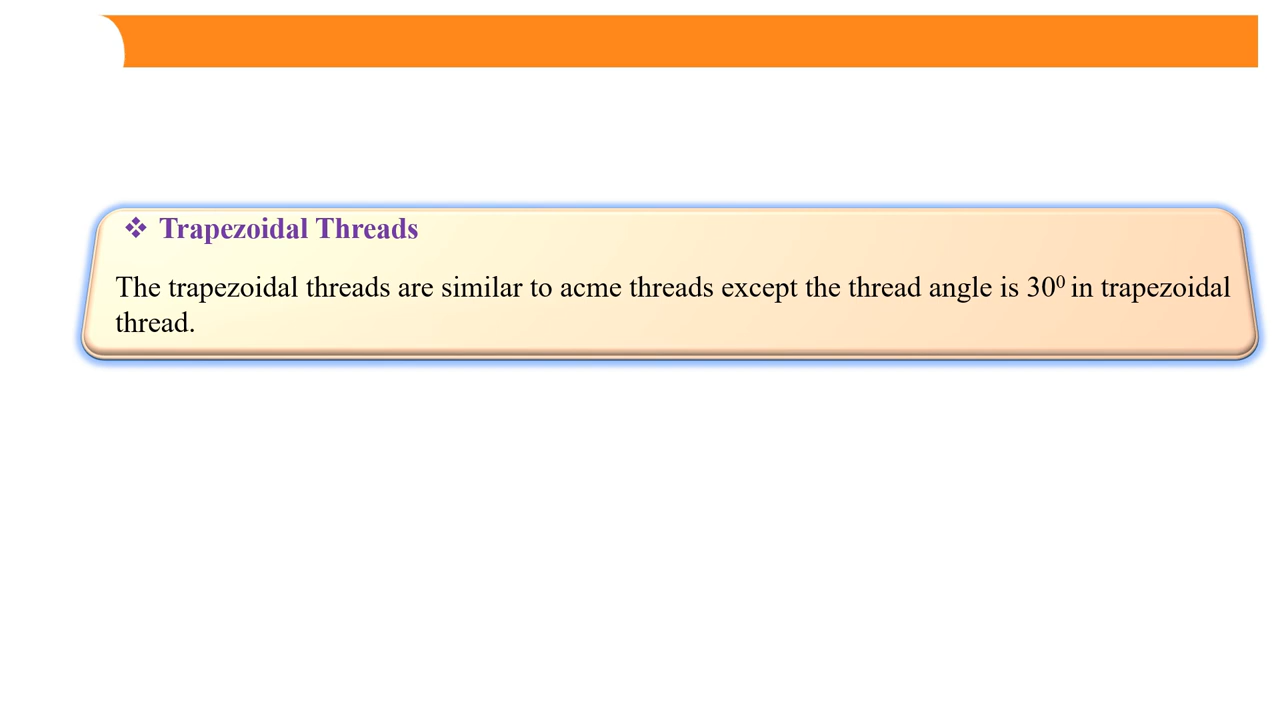 ❖ Trapezoidal Threads
The trapezoidal threads are similar to acme threads except the thread angle is 30⁰ in trapezoidal
thread.